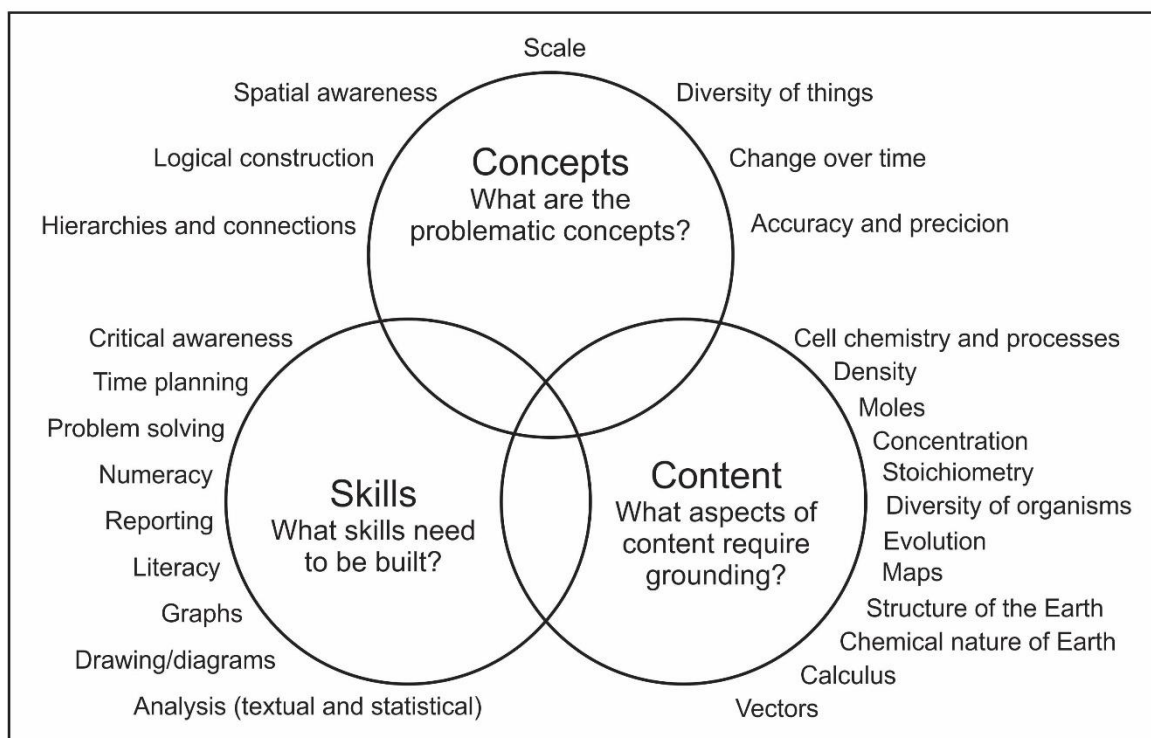 Scale
Spatial awareness
Diversity of things
Logical construction
Change over time
Hierarchies and connections
Accuracy and precicion
Concepts
What are the
problematic concepts?
Critical awareness
Time planning
Problem solving
Numeracy
Reporting
Literacy
Graphs
Drawing/diagrams
Analysis (textual and statistical)
Skills
What skills need
to be built?
Content
What aspects of
content require
grounding?
Cell chemistry and processes
Density
Moles
Concentration
Stoichiometry
Diversity of organisms
Evolution
Maps
Structure of the Earth
Chemical nature of Earth
Calculus
Vectors